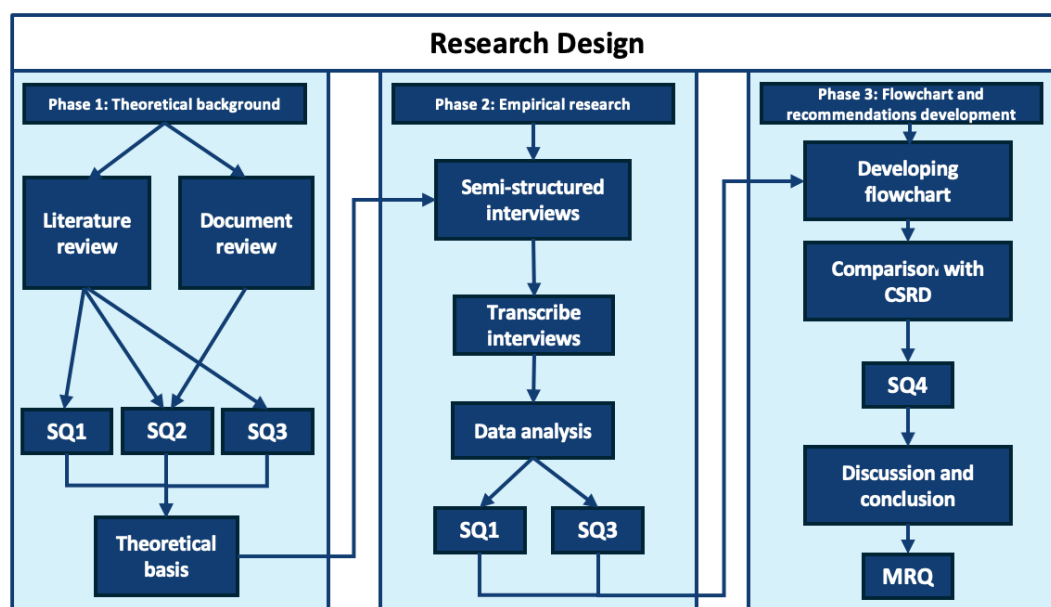 Research Design
Phase 1: Theoretical background
Literature
review
Document
review
SQ1
SQ2
SQ3
Theoretical
basis
Phase 2: Empirical research
Semi-structured
interviews
Transcribe
interviews
Data analysis
SQ1
SQ3
Phase 3: Flowchart and
recommendations development
Developing
flowchart
Comparison with
CSRD
SQ4
Discussion and
conclusion
MRQ